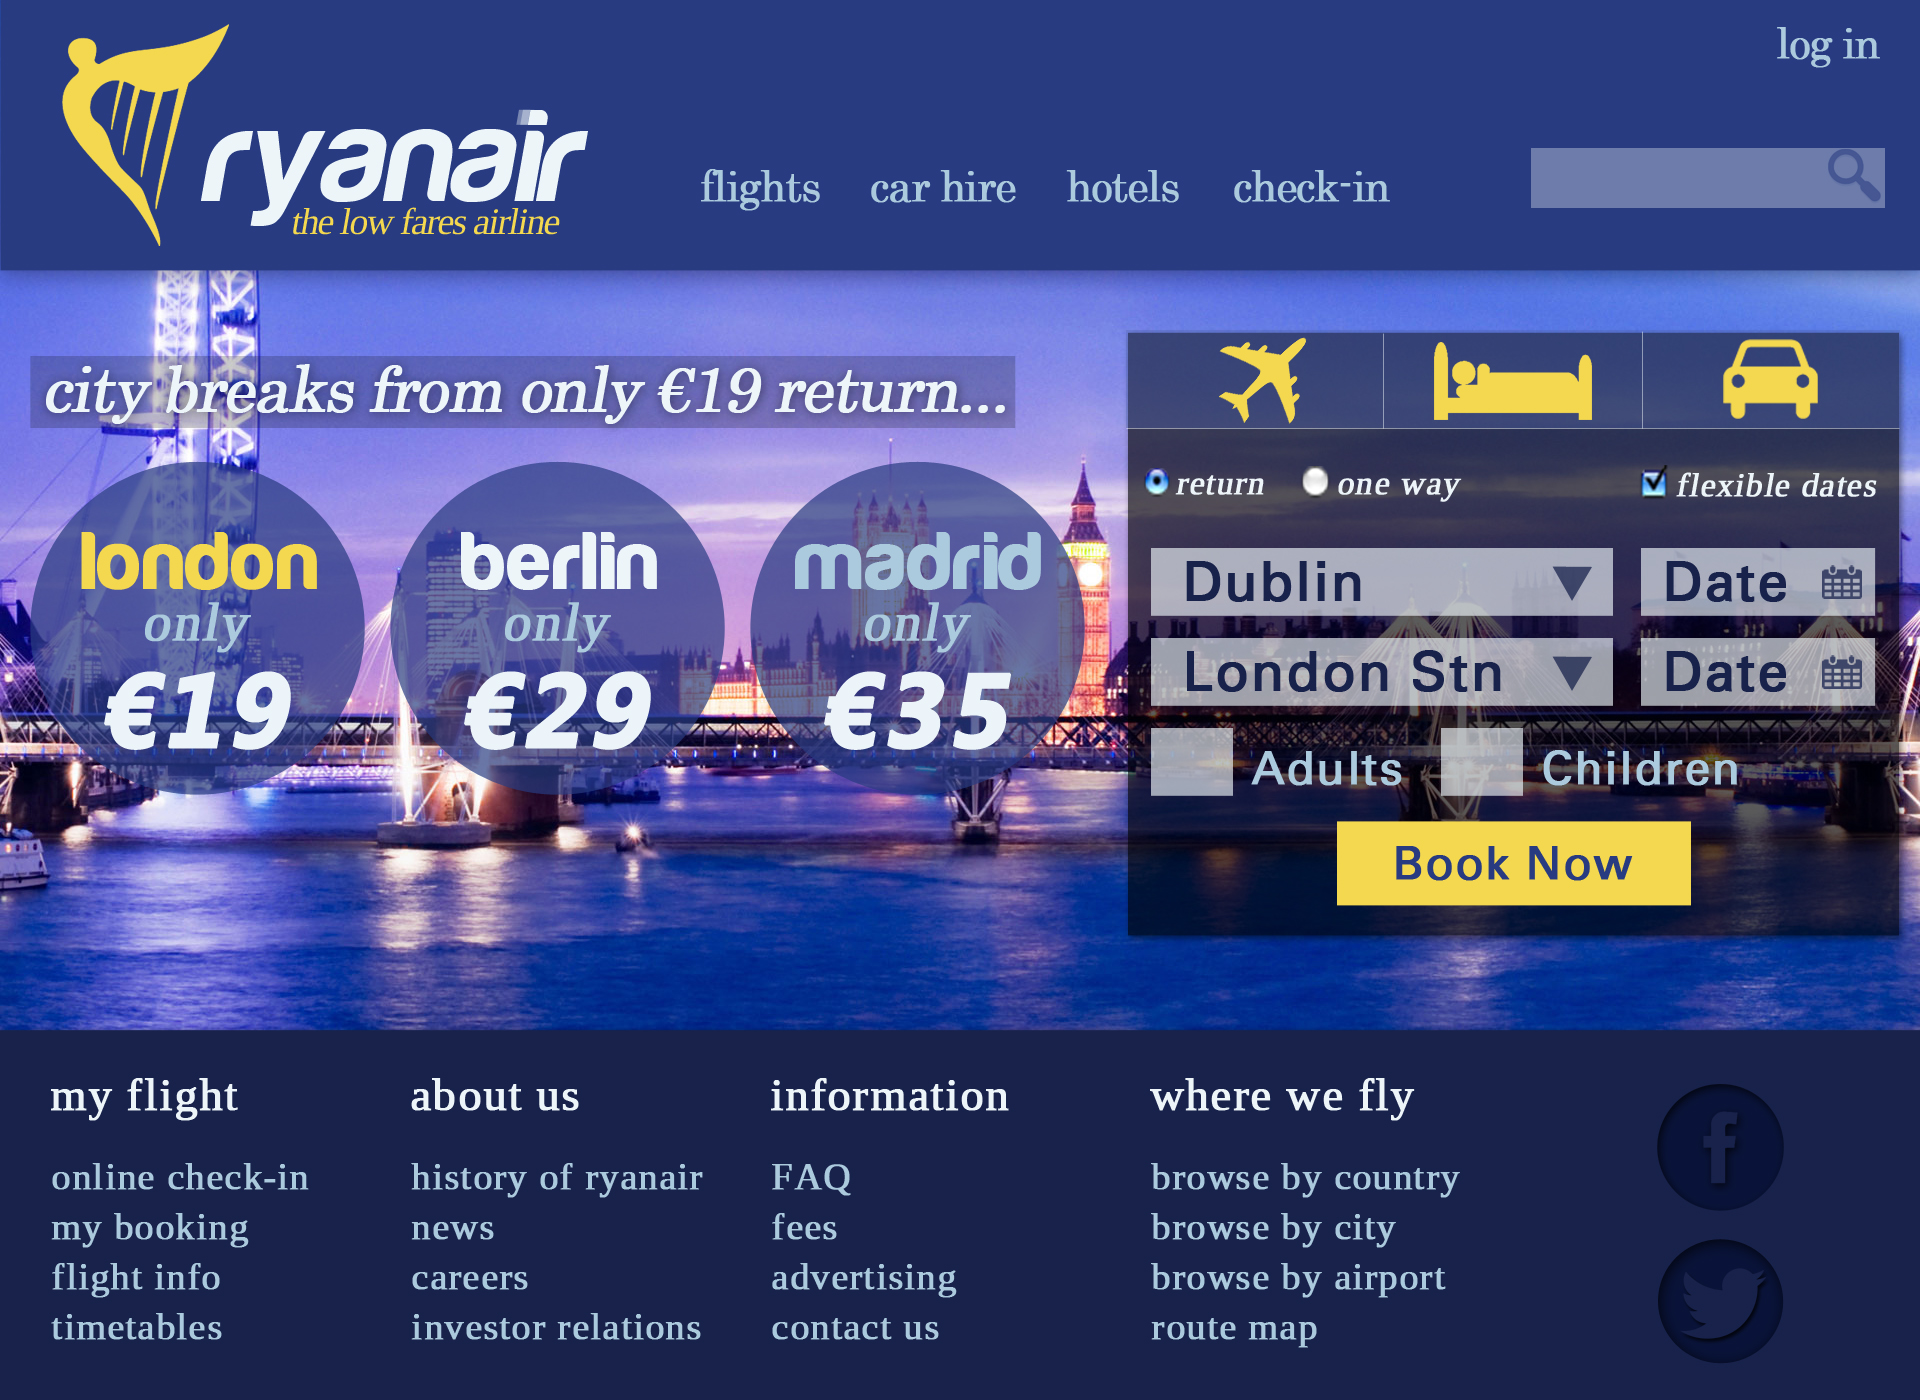 log in
ryanair
the low fares airline
flights car hire hotels check-in
city breaks from only €19 return...
london
only
€19
berlin
only
€29
madrid
only
€35
return one way flexible dates
Dublin Date
London Stn Date
Adults Children
Book Now
my flight
online check-in
my booking
flight info
timetables
about us
history of ryanair
news
careers
investor relations
information
FAQ
fees
advertising
contact us
where we fly
browse by country
browse by city
browse by airport
route map